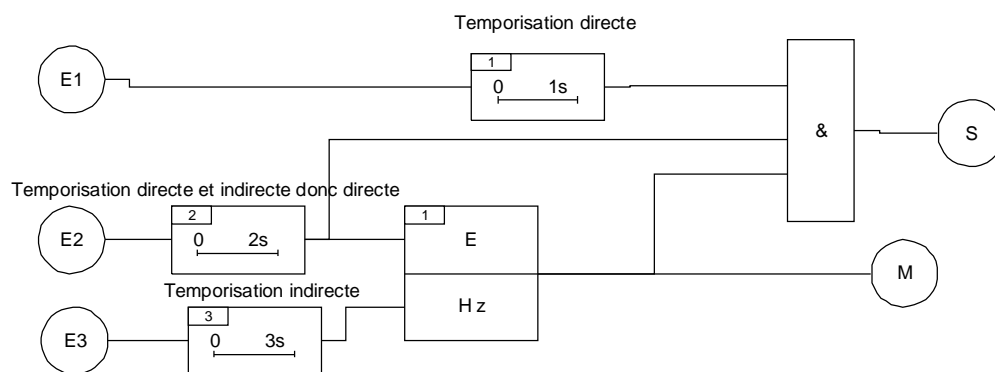 Temporisation directe
E1
1
0 1s
&
S
Temporisation directe et indirecte donc directe
E2
2
0 2s
1
E
Hz
M
Temporisation indirecte
E3
3
0 3s